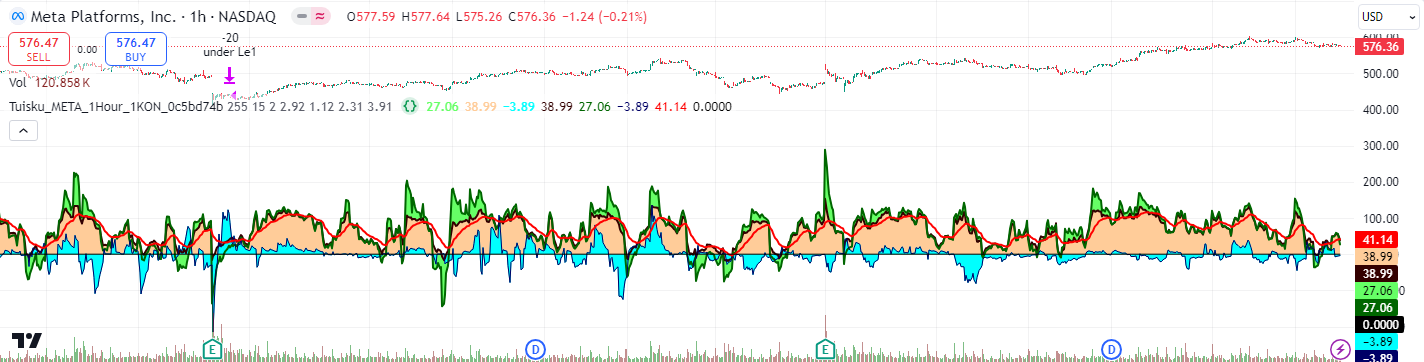 Meta Platforms, Inc. · 1h · NASDAQ O577.59 H577.64 L575.26 C576.36 −1.24 (−0.21%)
USD
576.47 SELL
0.00
576.47 BUY
-20
under Le1
Vol 120.858K
Tuisku_META_1Hour_1KON_0c5bd74b 255 15 2 2.92 1.12 2.31 3.91 27.06 38.99 −3.89 38.99 27.06 −3.89 41.14 0.0000
600.00
576.36
500.00
400.00
300.00
200.00
100.00
41.14
38.99
38.99
27.06
27.06
0.0000
−3.89
−3.89
E
D
E
D